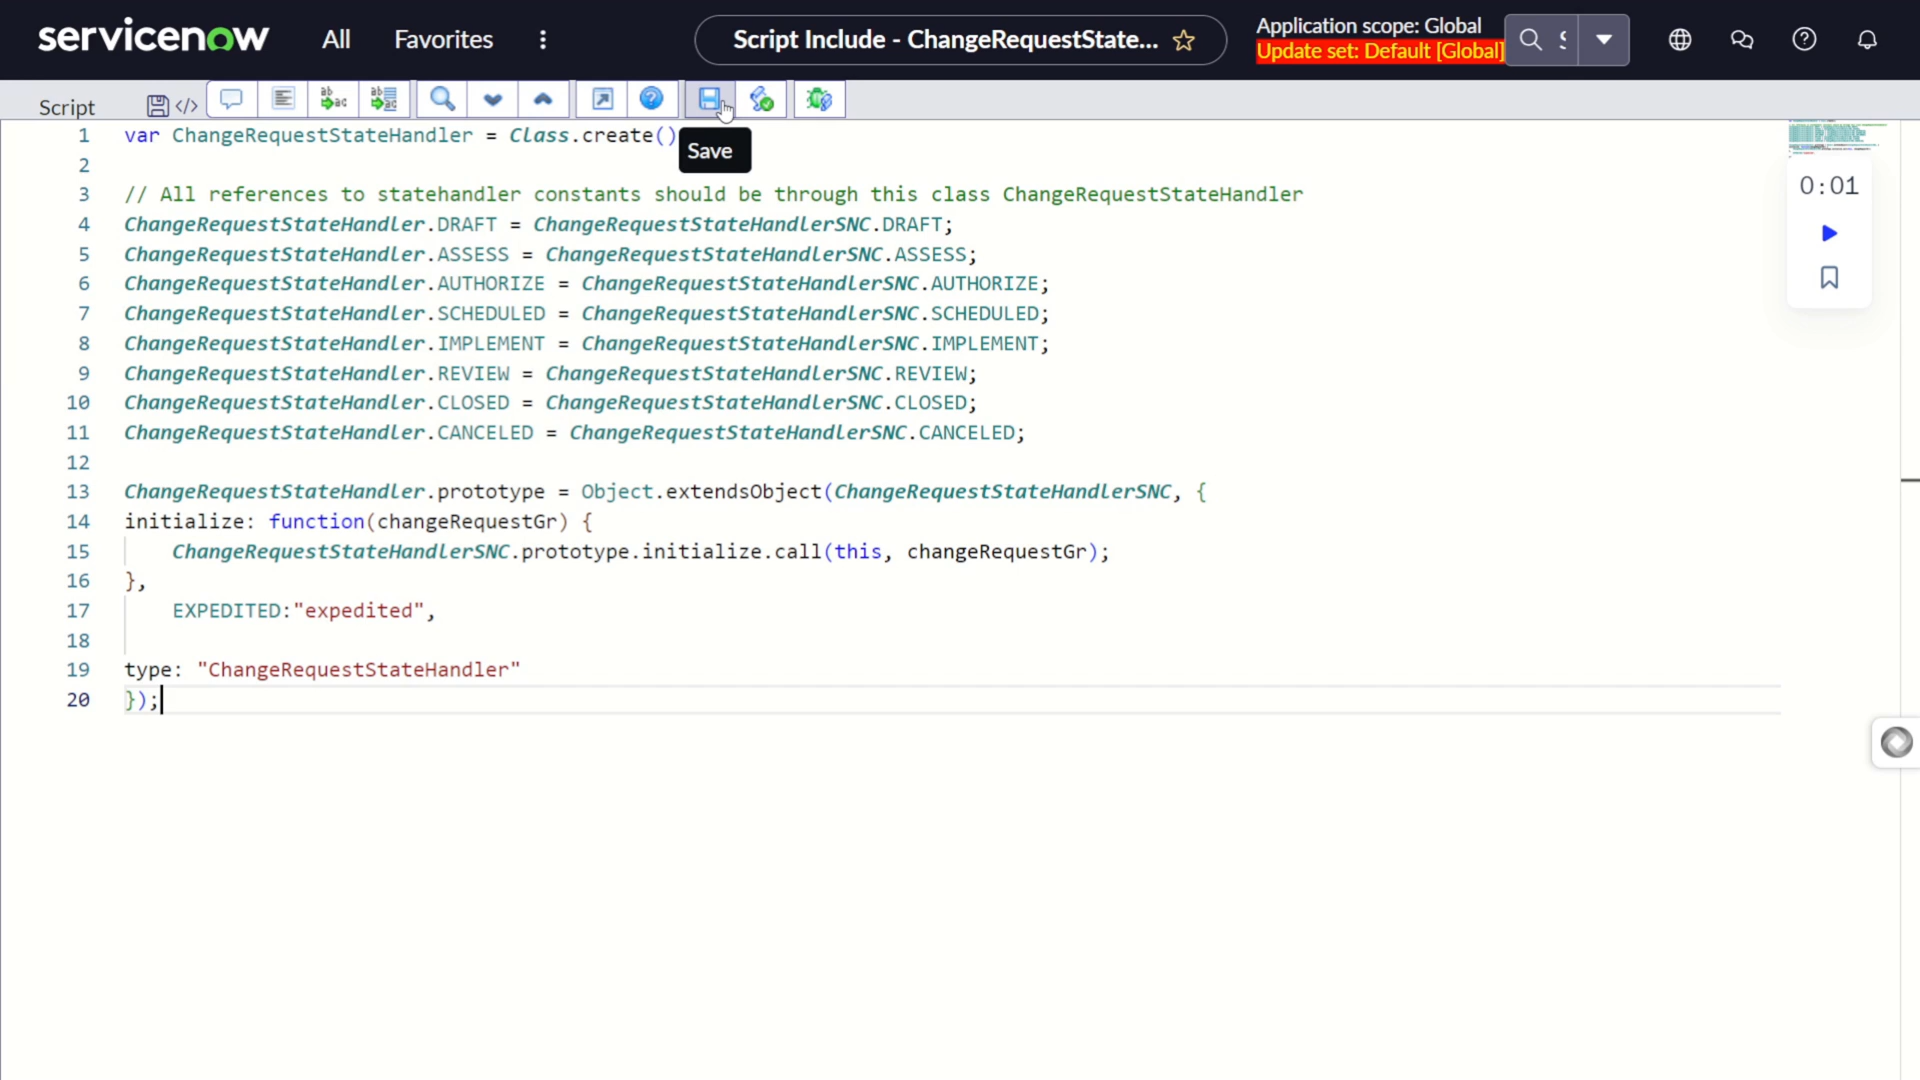 servicenow All Favorites Script Include - ChangeRequestState... Application scope: Global
Update set: Default [Global]
Script
Save
1 var ChangeRequestStateHandler = Class.create()
2
3 // All references to statehandler constants should be through this class ChangeRequestStateHandler
4 ChangeRequestStateHandler.DRAFT = ChangeRequestStateHandlerSNC.DRAFT;
5 ChangeRequestStateHandler.ASSESS = ChangeRequestStateHandlerSNC.ASSESS;
6 ChangeRequestStateHandler.AUTHORIZE = ChangeRequestStateHandlerSNC.AUTHORIZE;
7 ChangeRequestStateHandler.SCHEDULED = ChangeRequestStateHandlerSNC.SCHEDULED;
8 ChangeRequestStateHandler.IMPLEMENT = ChangeRequestStateHandlerSNC.IMPLEMENT;
9 ChangeRequestStateHandler.REVIEW = ChangeRequestStateHandlerSNC.REVIEW;
10 ChangeRequestStateHandler.CLOSED = ChangeRequestStateHandlerSNC.CLOSED;
11 ChangeRequestStateHandler.CANCELED = ChangeRequestStateHandlerSNC.CANCELED;
12
13 ChangeRequestStateHandler.prototype = Object.extendsObject(ChangeRequestStateHandlerSNC, {
14 initialize: function(changeRequestGr) {
15 ChangeRequestStateHandlerSNC.prototype.initialize.call(this, changeRequestGr);
16 },
17 EXPEDITED:"expedited",
18
19 type: "ChangeRequestStateHandler"
20 });
0:01